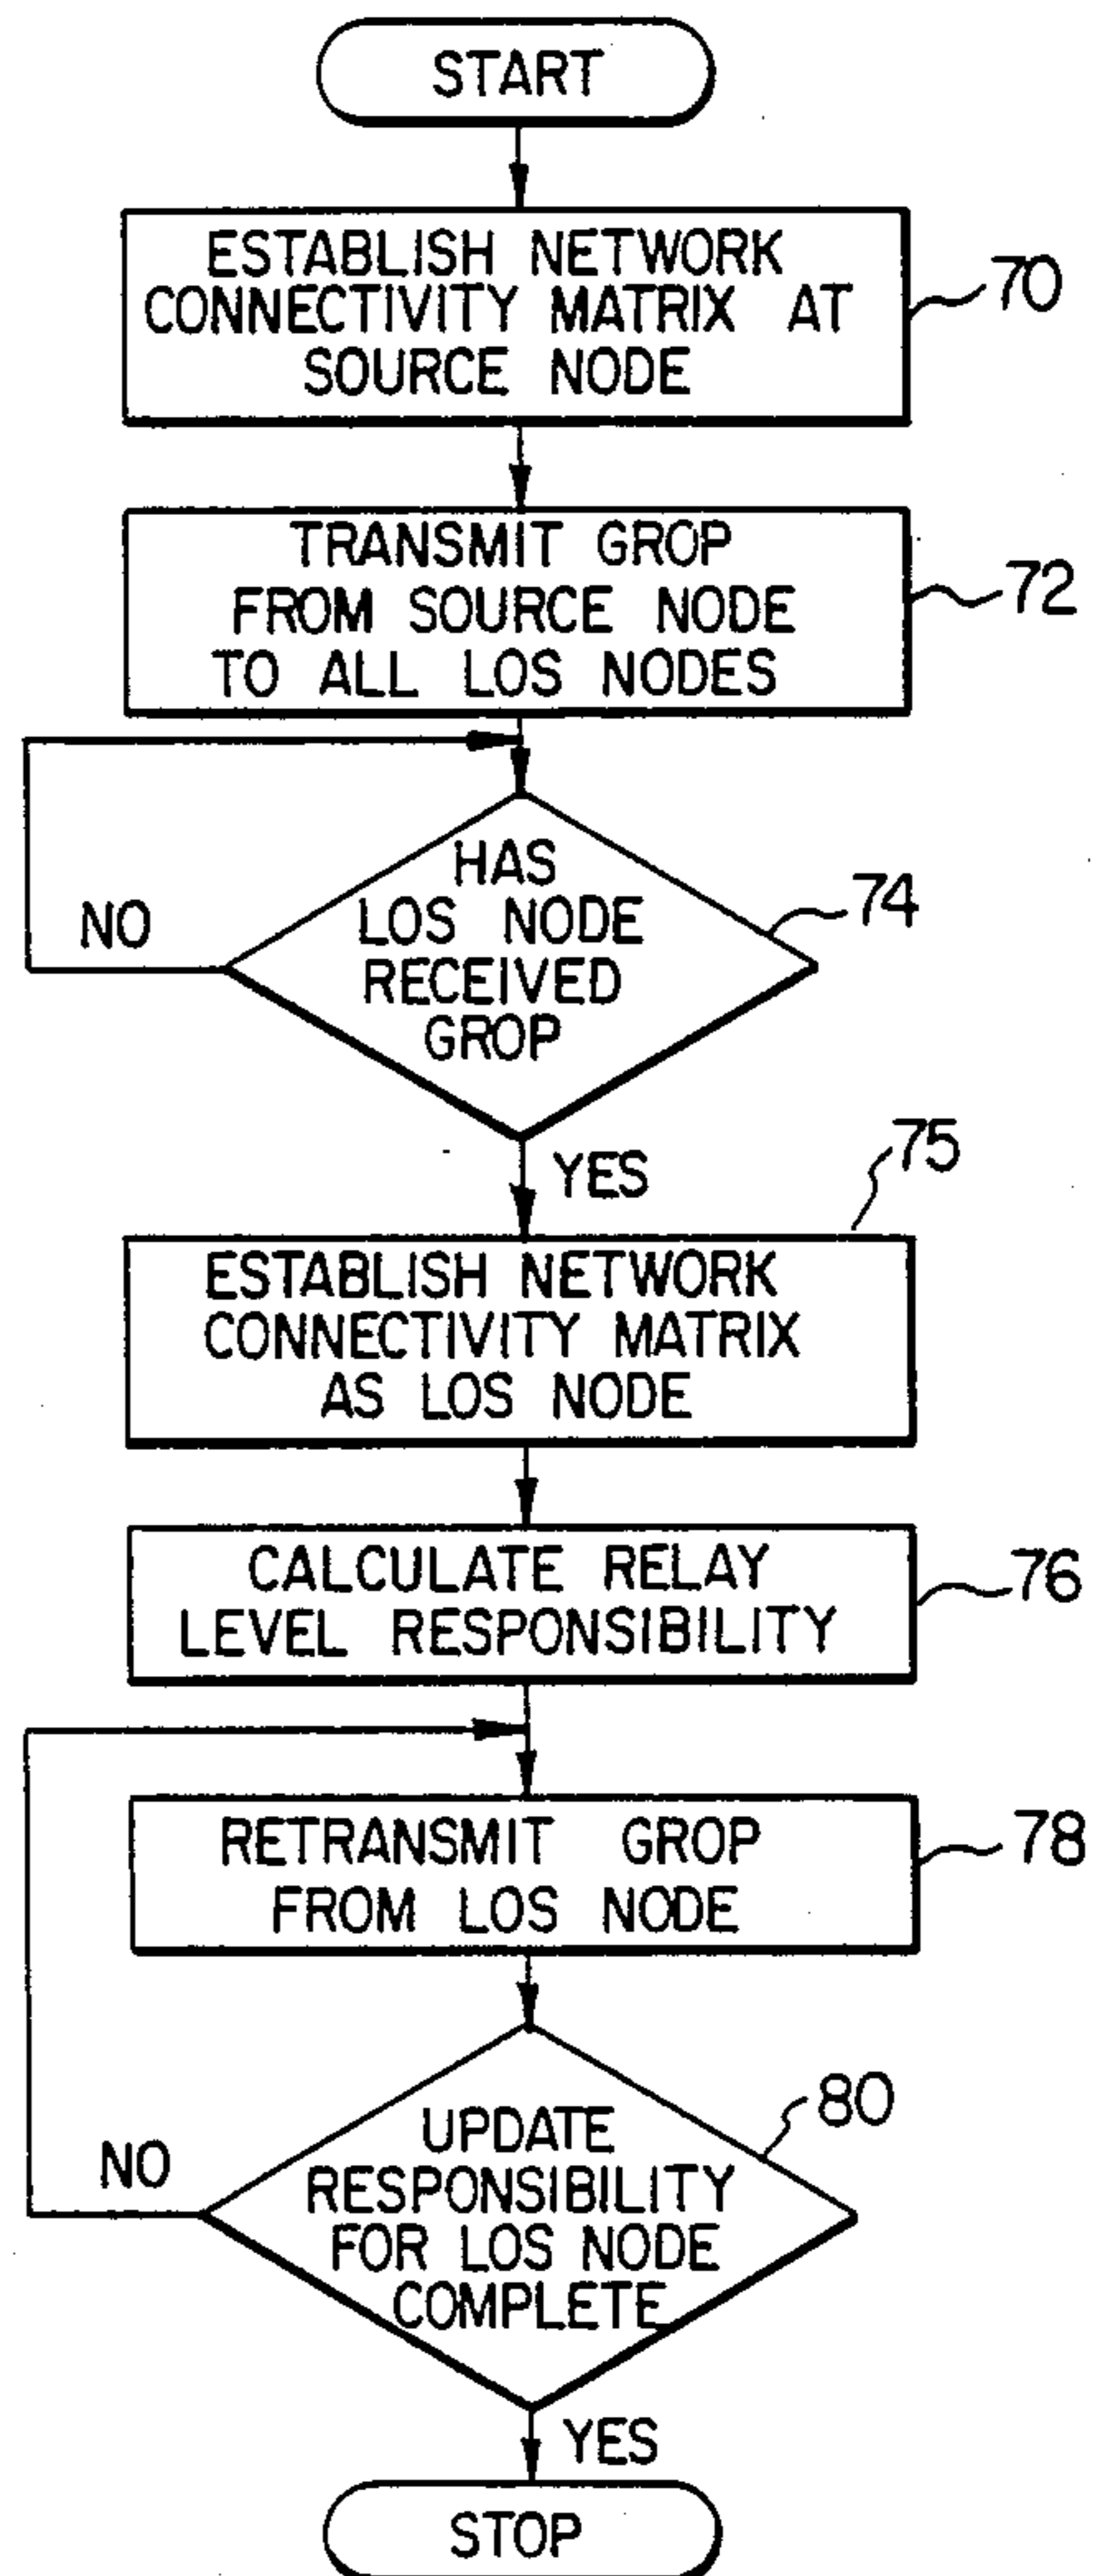 START
ESTABLISH NETWORK
CONNECTIVITY MATRIX AT
SOURCE NODE
70
TRANSMIT GROP
FROM SOURCE NODE
TO ALL LOS NODES
72
HAS
LOS NODE
RECEIVED
GROP
74
NO
YES
75
ESTABLISH NETWORK
CONNECTIVITY MATRIX
AS LOS NODE
CALCULATE RELAY
LEVEL RESPONSIBILITY
76
RETRANSMIT GROP
FROM LOS NODE
78
UPDATE
RESPONSIBILITY
FOR LOS NODE
COMPLETE
80
NO
YES
STOP